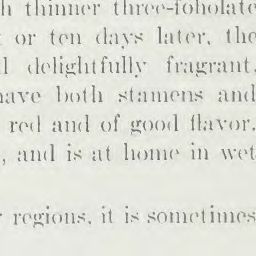 h thinner three-foliolate
or ten days later, the
l delightfully fragrant,
have both stamens and
red and of good flavor.
, and is at home in wet
regions, it is sometimes